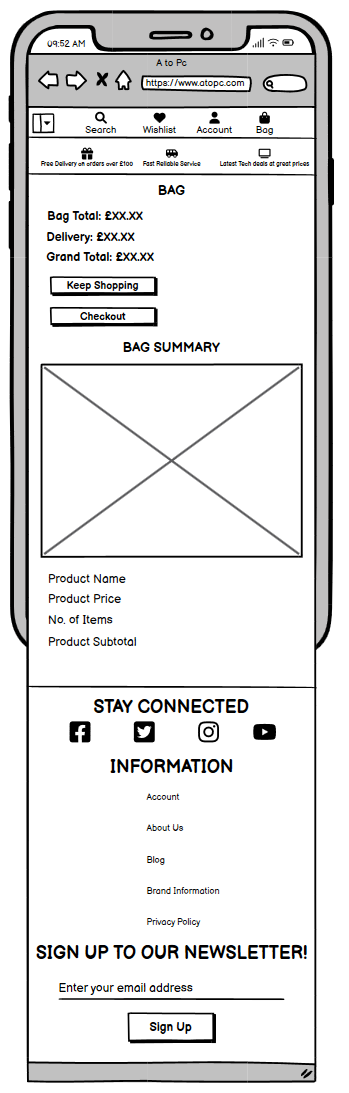 09:52 AM
A to Pc
https://www.atopc.com
Search Wishlist Account Bag
Free Delivery on orders over £100 Fast Reliable Service Latest Tech deals at great prices
BAG
Bag Total: £XX.XX
Delivery: £XX.XX
Grand Total: £XX.XX
Keep Shopping
Checkout
BAG SUMMARY
Product Name
Product Price
No. of Items
Product Subtotal
STAY CONNECTED
INFORMATION
Account
About Us
Blog
Brand Information
Privacy Policy
SIGN UP TO OUR NEWSLETTER!
Enter your email address
Sign Up